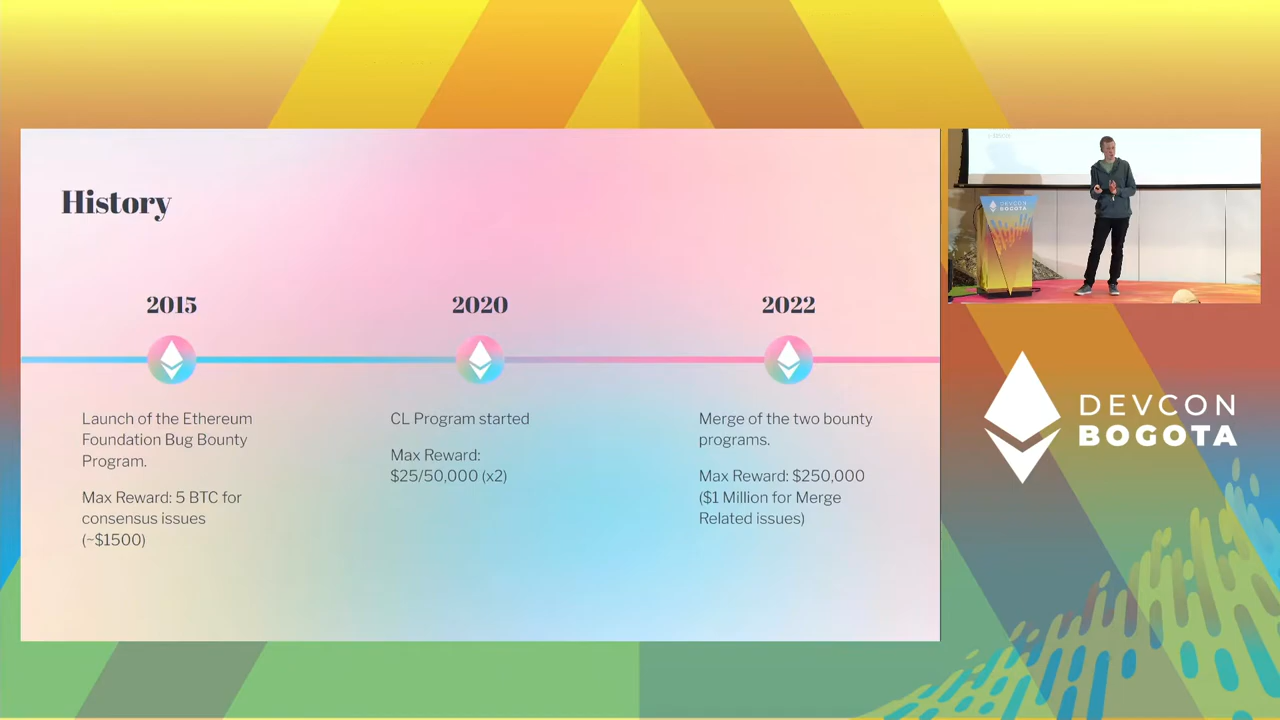 History
2015
Launch of the Ethereum
Foundation Bug Bounty
Program.
Max Reward: 5 BTC for
consensus issues
(~$1500)
2020
CL Program started
Max Reward:
$25/50,000 (x2)
2022
Merge of the two bounty
programs.
Max Reward: $250,000
($1 Million for Merge
Related issues)
DEVCON
BOGOTA
DEVCON
BOGOTA